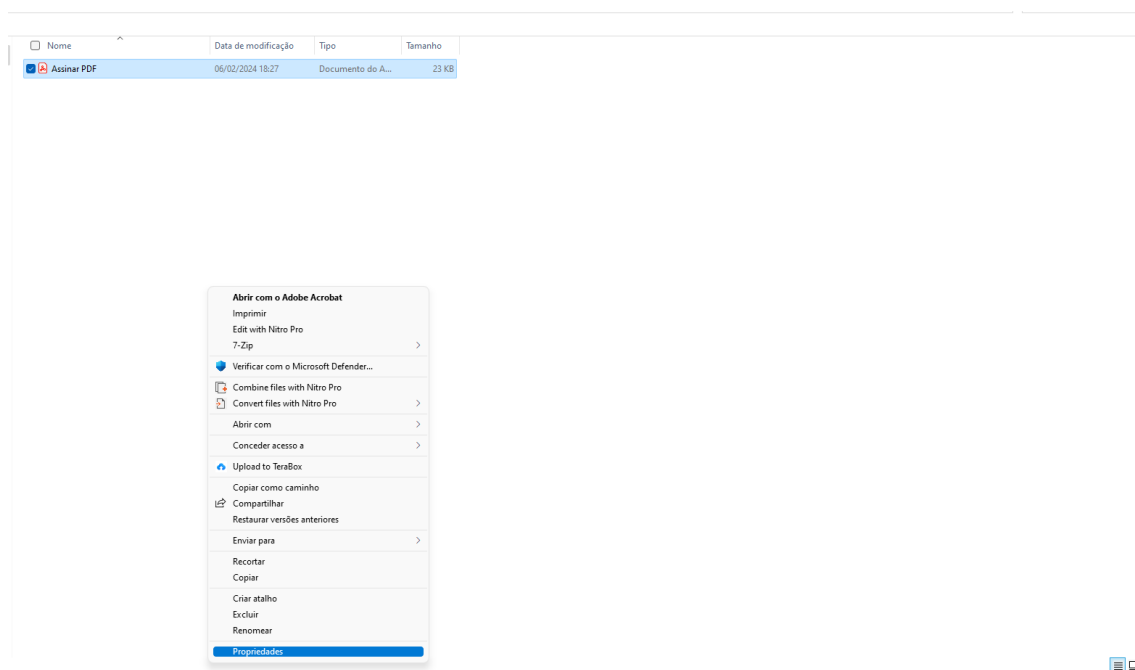 Nome Data de modificação Tipo Tamanho
Assinar PDF 06/02/2024 18:27 Documento do A... 23 KB
Abrir com o Adobe Acrobat
Imprimir
Edit with Nitro Pro
7-Zip
Verificar com o Microsoft Defender...
Combine files with Nitro Pro
Convert files with Nitro Pro
Abrir com
Conceder acesso a
Upload to TeraBox
Copiar como caminho
Compartilhar
Restaurar versões anteriores
Enviar para
Recortar
Copiar
Criar atalho
Excluir
Renomear
Propriedades